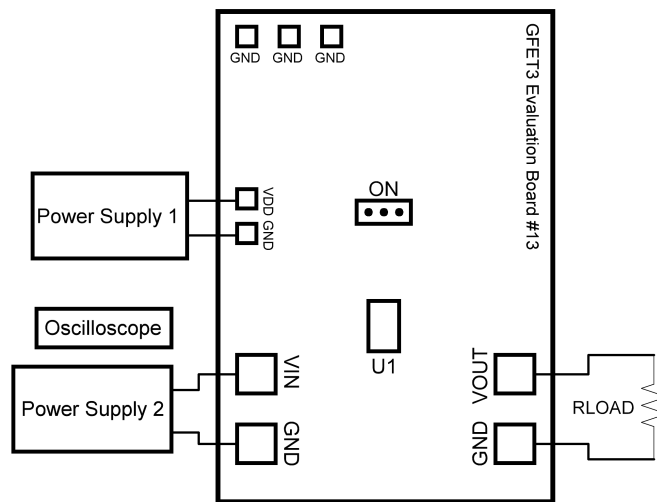 GND GND GND
GFET3 Evaluation Board #13
Power Supply 1
VDD
GND
ON
Oscilloscope
U1
Power Supply 2
VIN
GND
VOUT
GND
RLOAD